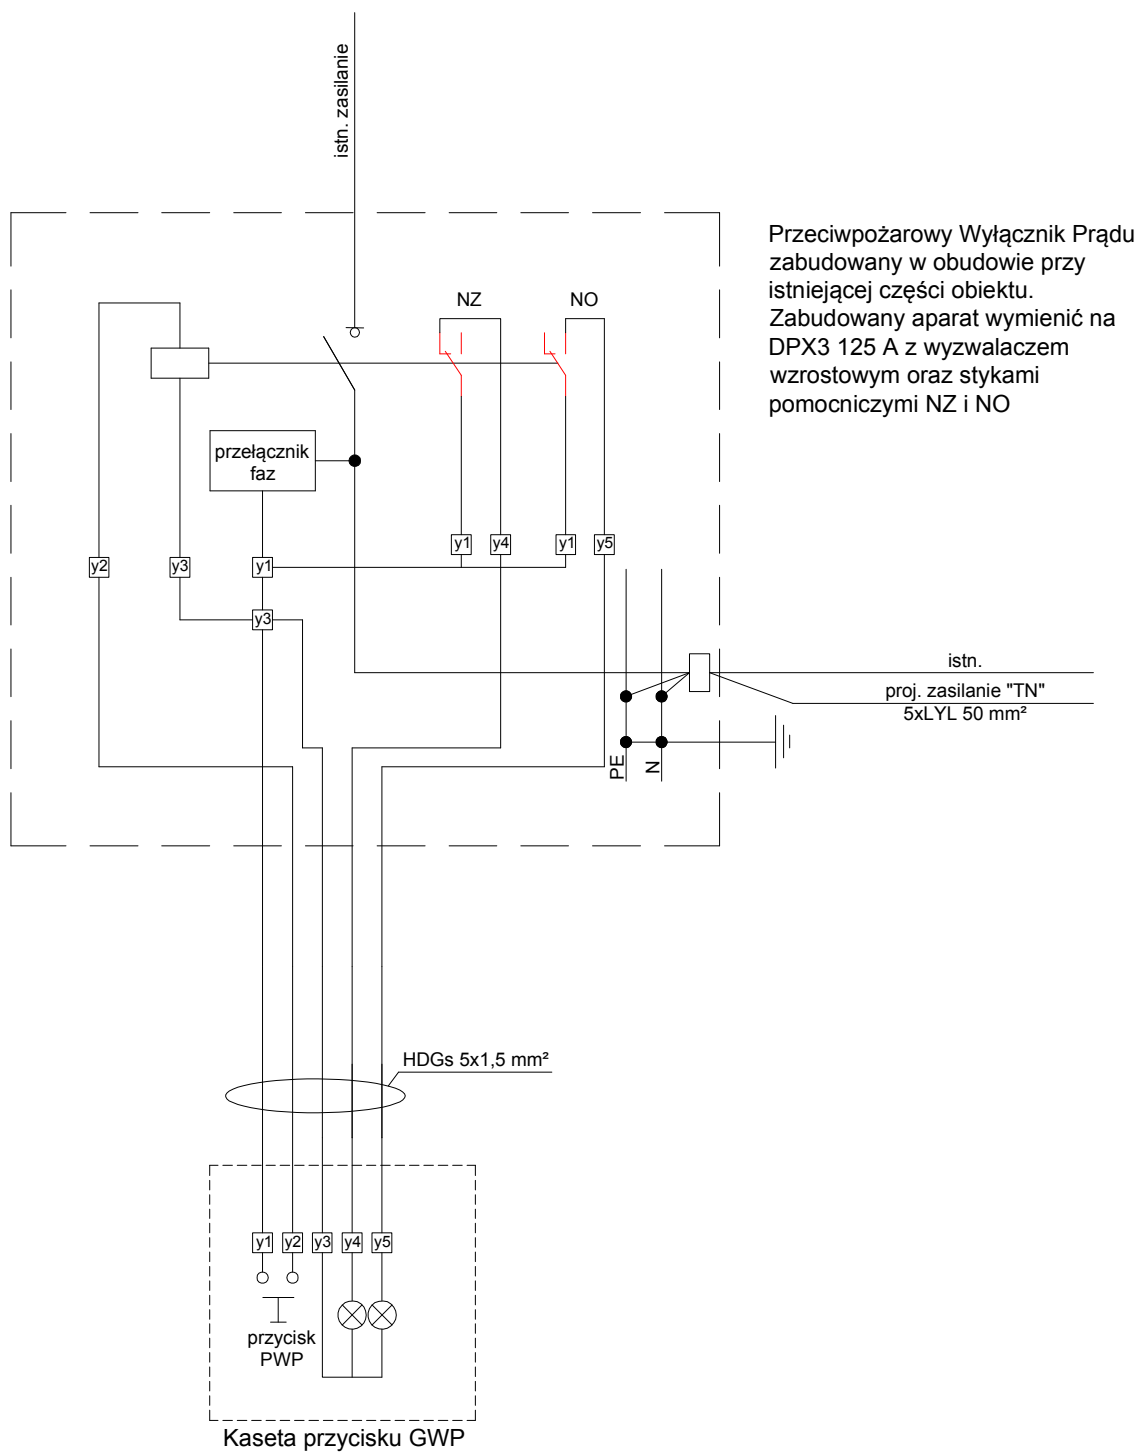 istn. zasilanie
Przeciwpożarowy Wyłącznik Prądu
zabudowany w obudowie przy
istniejącej części obiektu.
Zabudowany aparat wymienić na
DPX3 125 A z wyzwalaczem
wzrostowym oraz stykami
pomocniczymi NZ i NO
NZ
NO
przełącznik
faz
y1
y4
y1
y5
y2
y3
y1
y3
istn.
proj. zasilanie "TN"
5xLYL 50 mm²
PE
N
HDGs 5x1,5 mm²
y1
y2
y3
y4
y5
przycisk
PWP
Kaseta przycisku GWP